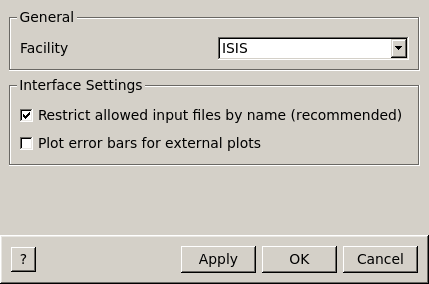 General
Facility ISIS
Interface Settings
Restrict allowed input files by name (recommended)
Plot error bars for external plots
? Apply OK Cancel